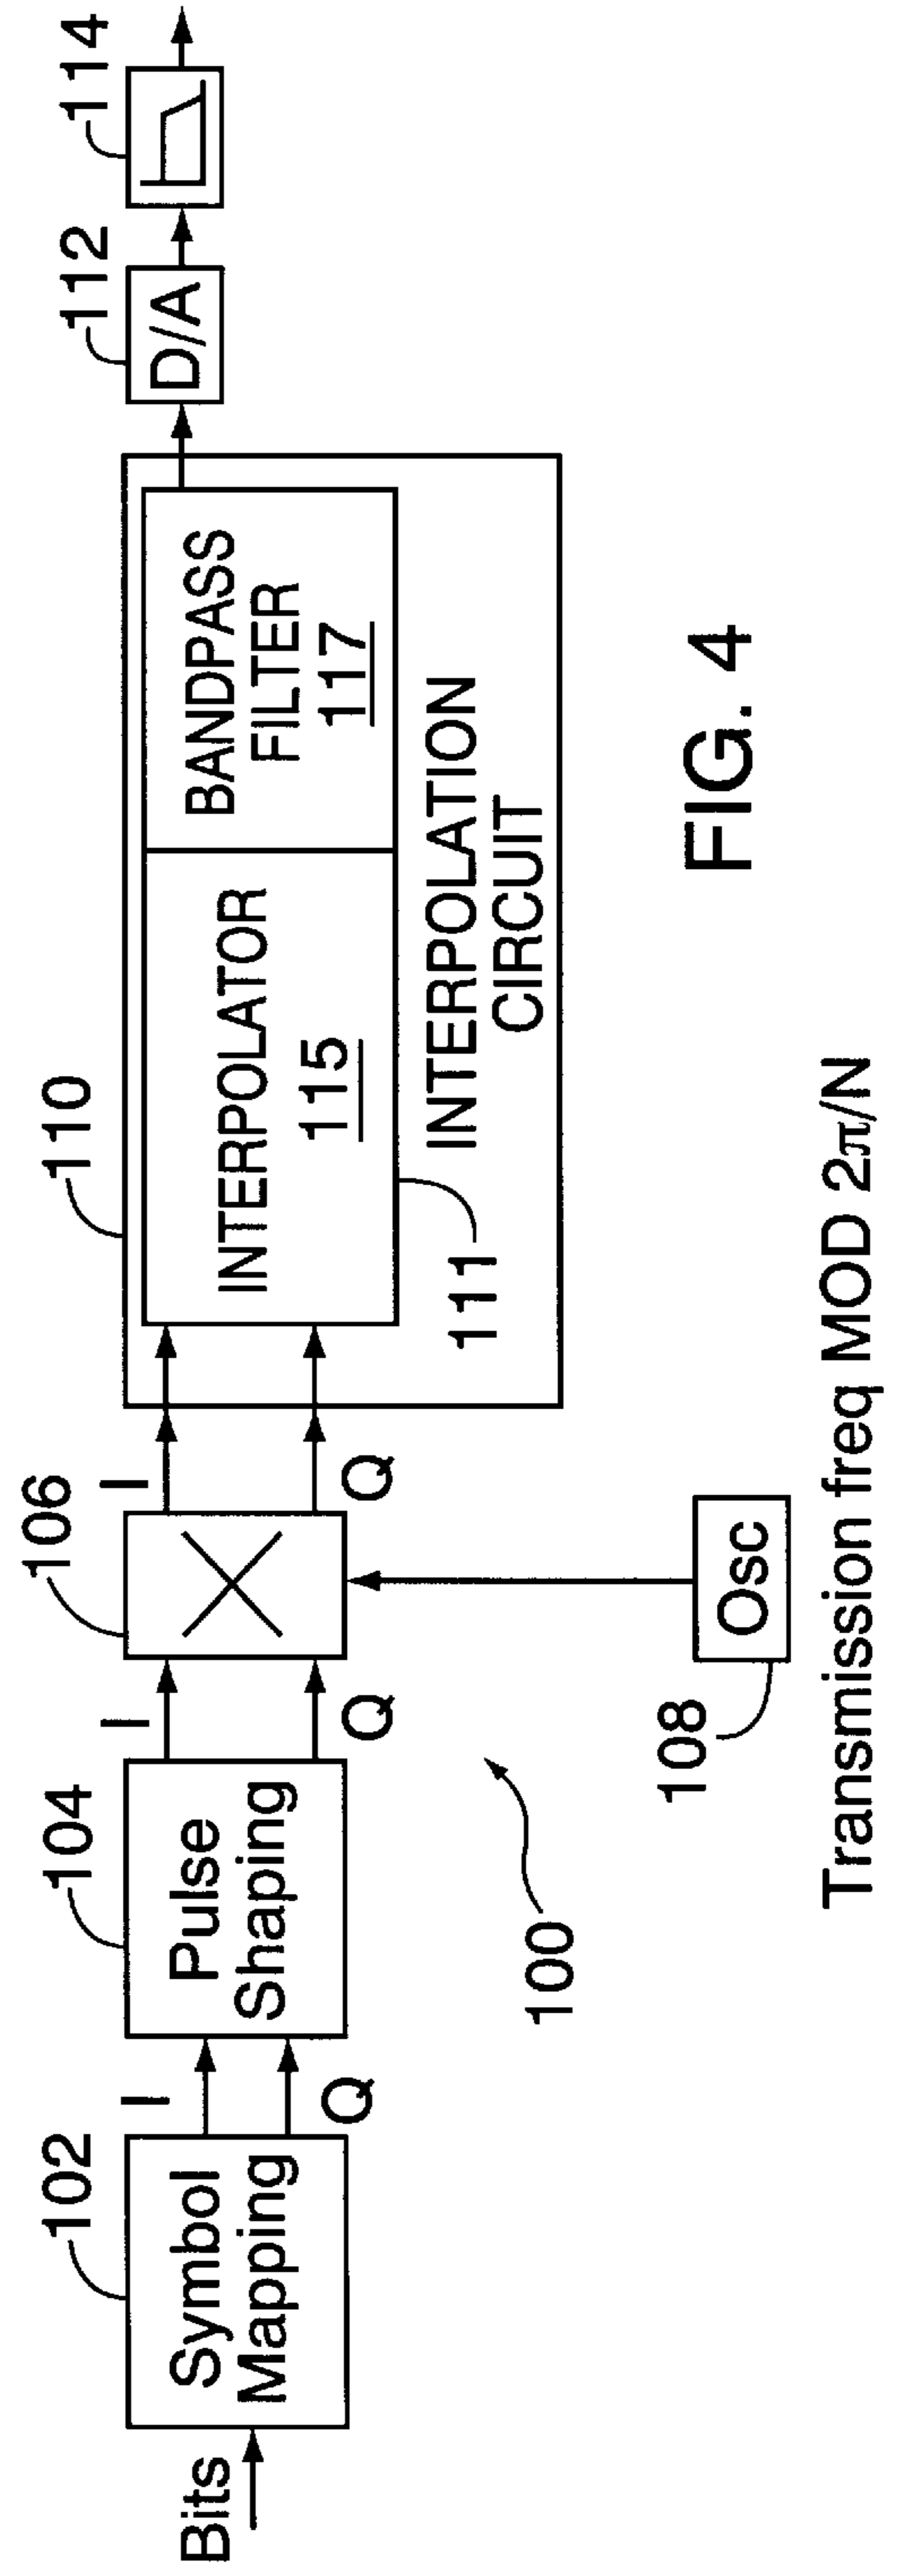 Bits
102
Symbol
Mapping
I
Q
104
Pulse
Shaping
I
Q
106
I
Q
108
Osc
100
110
INTERPOLATOR
115
BANDPASS
FILTER
117
111
INTERPOLATION
CIRCUIT
112
D/A
114
Transmission freq MOD 2π/N
FIG. 4